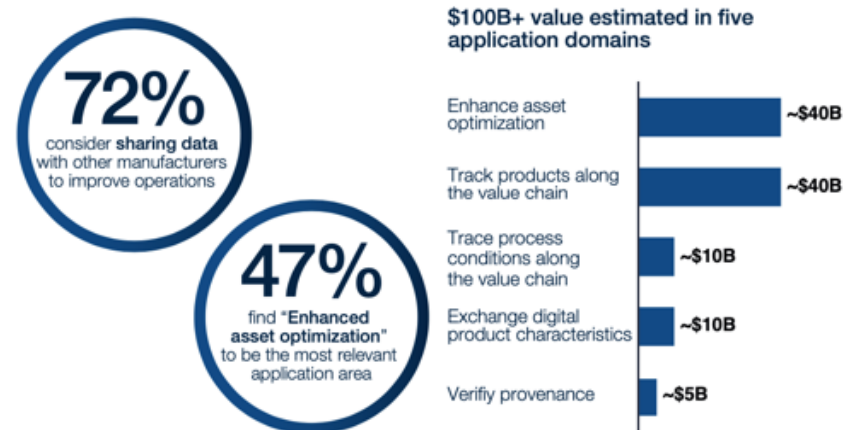 72%
consider sharing data
with other manufacturers
to improve operations
47%
find “Enhanced
asset optimization”
to be the most relevant
application area
$100B+ value estimated in five
application domains
Enhance asset
optimization
~$40B
Track products along
the value chain
~$40B
Trace process
conditions along
the value chain
~$10B
Exchange digital
product characteristics
~$10B
Verifiy provenance
~$5B